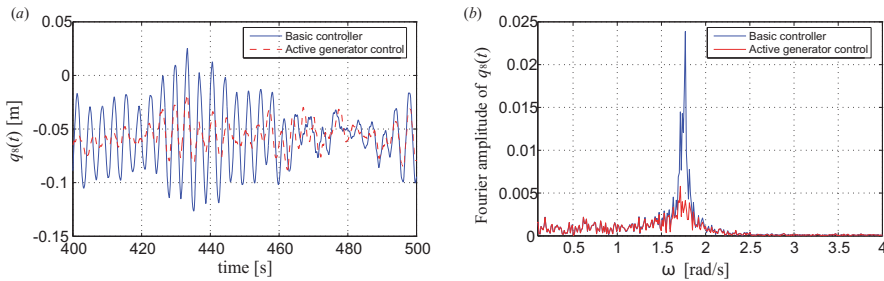 (a)
0.05
0
-0.05
-0.1
-0.15
q8(t) [m]
Basic controller
Active generator control
400
420
440
460
480
500
time [s]
(b)
0.025
0.02
0.015
0.01
0.005
0
Fourier amplitude of q8(t)
Basic controller
Active generator control
0.5
1
1.5
2
2.5
3
3.5
4
ω [rad/s]